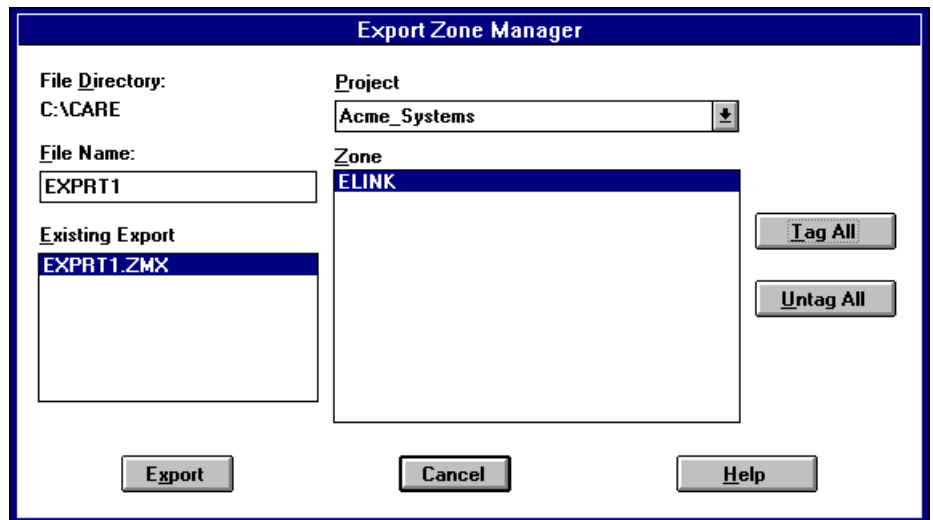 Export Zone Manager
File Directory:
C:\CARE
File Name:
EXPRT1
Existing Export
EXPRT1.ZMX
Project
Acme_Systems
Zone
ELINK
Tag All
Untag All
Export
Cancel
Help